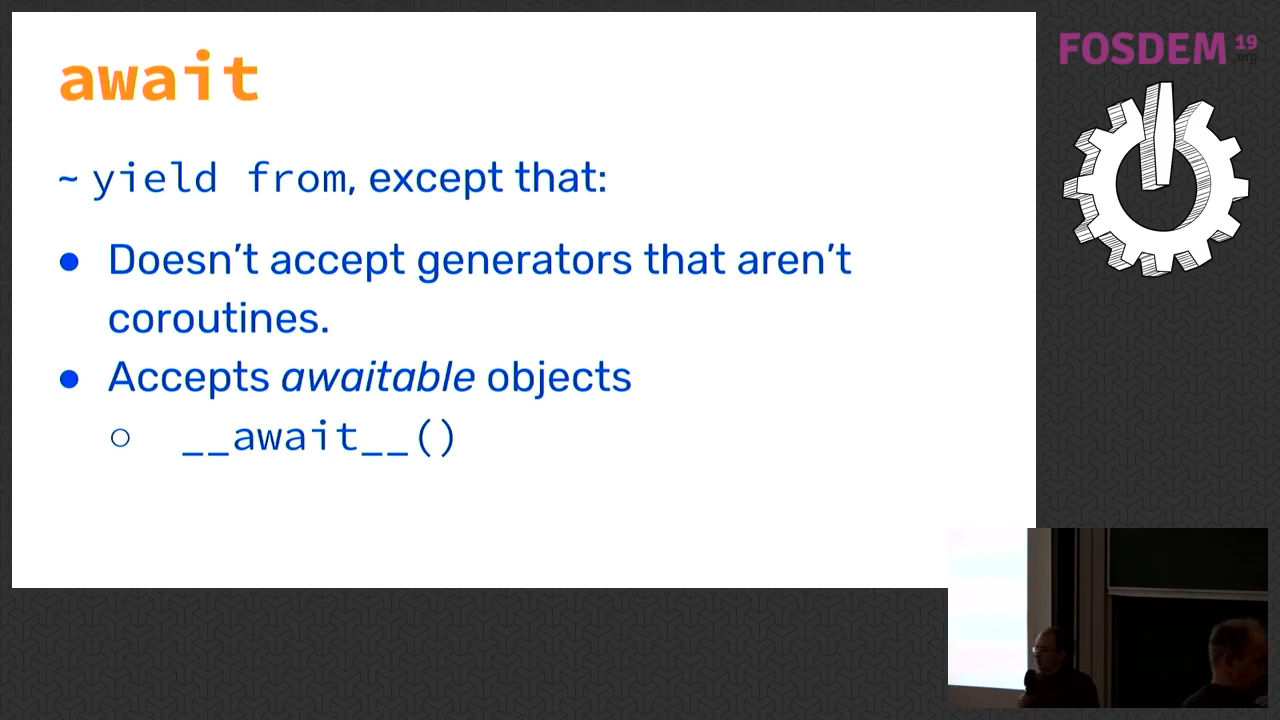 await
~ yield from, except that:
● Doesn't accept generators that aren't
coroutines.
● Accepts awaitable objects
○ __await__()
FOSDEM 19
.org